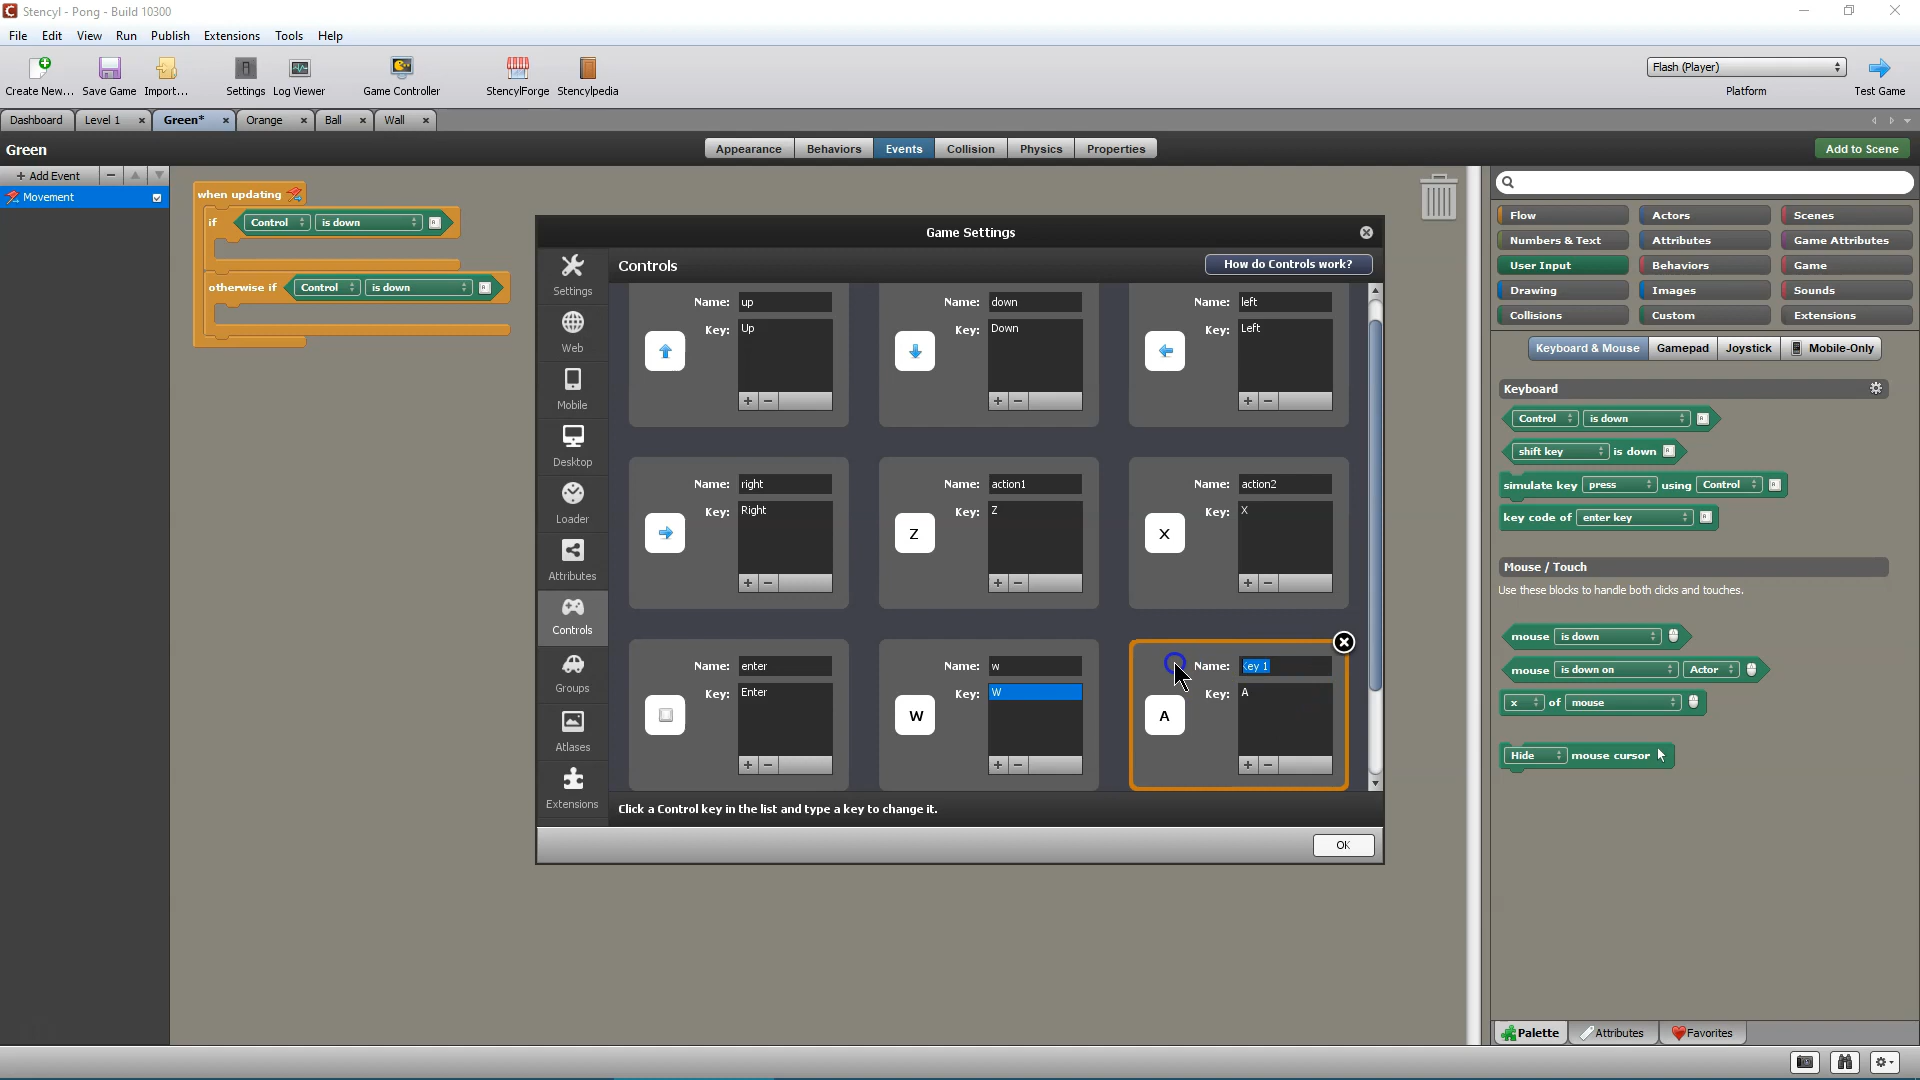 Stencyl - Pong - Build 10300
File Edit View Run Publish Extensions Tools Help
Create New... Save Game Import... Settings Log Viewer Game Controller StencylForge Stencylpedia
Flash (Player)
Platform
Test Game
Dashboard Level 1 Green* Orange Ball Wall
Green
Appearance Behaviors Events Collision Physics Properties
Add to Scene
+ Add Event
Movement
when updating
if Control is down
otherwise if Control is down
Game Settings
Settings
Web
Mobile
Desktop
Loader
Attributes
Controls
Groups
Atlases
Extensions
Controls
How do Controls work?
Name: up
Key: Up
Name: down
Key: Down
Name: left
Key: Left
Name: right
Key: Right
Z
Name: action1
Key: Z
X
Name: action2
Key: X
Name: enter
Key: Enter
W
Name: w
Key: W
A
Name: Key 1
Key: A
Click a Control key in the list and type a key to change it.
OK
Flow Actors Scenes
Numbers & Text Attributes Game Attributes
User Input Behaviors Game
Drawing Images Sounds
Collisions Custom Extensions
Keyboard & Mouse Gamepad Joystick Mobile-Only
Keyboard
Control is down
shift key is down
simulate key press using Control
key code of enter key
Mouse / Touch
Use these blocks to handle both clicks and touches.
mouse is down
mouse is down on Actor
x of mouse
Hide mouse cursor
Palette Attributes Favorites